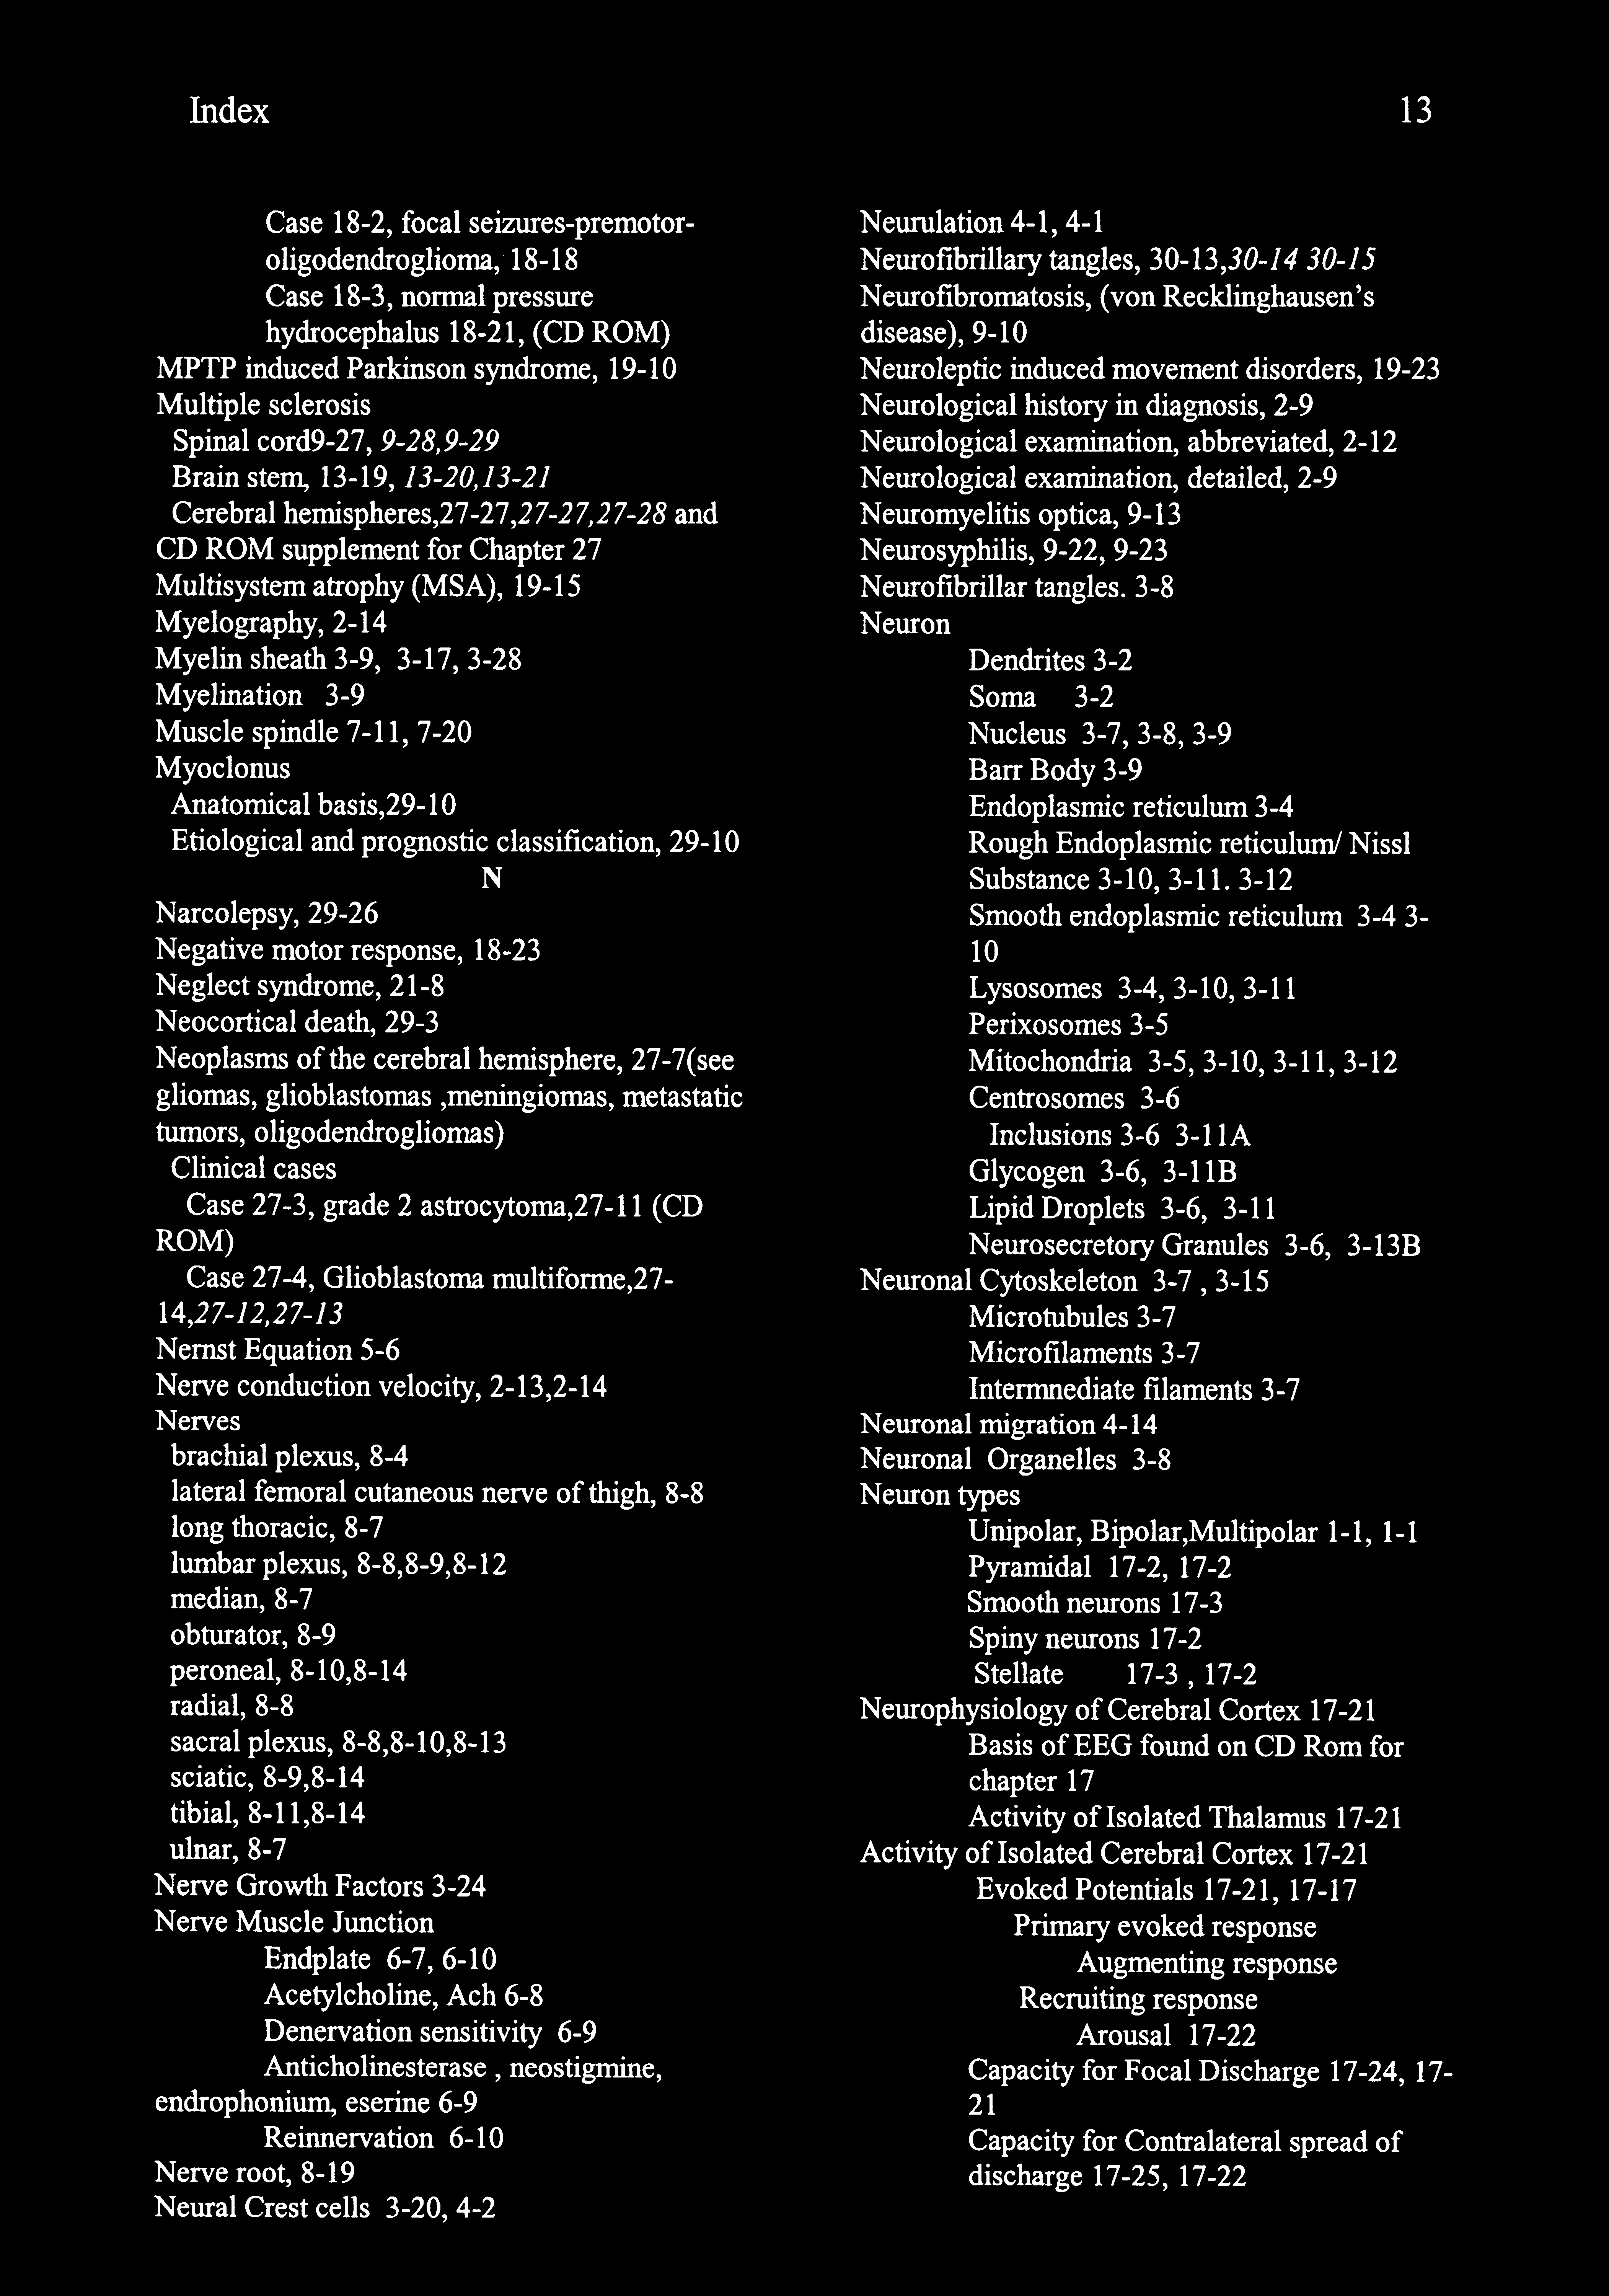 Index 13
Case 18-2, focal seizures-premotor-
oligodendroglioma, 18-18
Case 18-3, normal pressure
hydrocephalus 18-21, (CD ROM)
MPTP induced Parkinson syndrome, 19-10
Multiple sclerosis
Spinal cord9-27, 9-28,9-29
Brain stem, 13-19, 13-20,13-21
Cerebral hemispheres,27-27,27-27,27-28 and
CD ROM supplement for Chapter 27
Multisystem atrophy (MSA), 19-15
Myelography, 2-14
Myelin sheath 3-9, 3-17, 3-28
Myelination 3-9
Muscle spindle 7-11, 7-20
Myoclonus
Anatomical basis,29-10
Etiological and prognostic classification, 29-10
N
Narcolepsy, 29-26
Negative motor response, 18-23
Neglect syndrome, 21-8
Neocortical death, 29-3
Neoplasms of the cerebral hemisphere, 27-7(see
gliomas, glioblastomas ,meningiomas, metastatic
tumors, oligodendrogliomas)
Clinical cases
Case 27-3, grade 2 astrocytoma,27-11 (CD
ROM)
Case 27-4, Glioblastoma multiforme,27-
14,27-12,27-13
Nernst Equation 5-6
Nerve conduction velocity, 2-13,2-14
Nerves
brachial plexus, 8-4
lateral femoral cutaneous nerve of thigh, 8-8
long thoracic, 8-7
lumbar plexus, 8-8,8-9,8-12
median, 8-7
obturator, 8-9
peroneal, 8-10,8-14
radial, 8-8
sacral plexus, 8-8,8-10,8-13
sciatic, 8-9,8-14
tibial, 8-11,8-14
ulnar, 8-7
Nerve Growth Factors 3-24
Nerve Muscle Junction
Endplate 6-7, 6-10
Acetylcholine, Ach 6-8
Denervation sensitivity 6-9
Anticholinesterase , neostigmine,
endrophonium, eserine 6-9
Reinnervation 6-10
Nerve root, 8-19
Neural Crest cells 3-20, 4-2
Neurulation 4-1, 4-1
Neurofibrillary tangles, 30-13,30-14 30-15
Neurofibromatosis, (von Recklinghausen's
disease), 9-10
Neuroleptic induced movement disorders, 19-23
Neurological history in diagnosis, 2-9
Neurological examination, abbreviated, 2-12
Neurological examination, detailed, 2-9
Neuromyelitis optica, 9-13
Neurosyphilis, 9-22, 9-23
Neurofibrillar tangles. 3-8
Neuron
Dendrites 3-2
Soma 3-2
Nucleus 3-7, 3-8, 3-9
Barr Body 3-9
Endoplasmic reticulum 3-4
Rough Endoplasmic reticulum/ Nissl
Substance 3-10, 3-11. 3-12
Smooth endoplasmic reticulum 3-4 3-
10
Lysosomes 3-4, 3-10, 3-11
Perixosomes 3-5
Mitochondria 3-5, 3-10, 3-11, 3-12
Centrosomes 3-6
Inclusions 3-6 3-11A
Glycogen 3-6, 3-11B
Lipid Droplets 3-6, 3-11
Neurosecretory Granules 3-6, 3-13B
Neuronal Cytoskeleton 3-7 , 3-15
Microtubules 3-7
Microfilaments 3-7
Intermnediate filaments 3-7
Neuronal migration 4-14
Neuronal Organelles 3-8
Neuron types
Unipolar, Bipolar,Multipolar 1-1, 1-1
Pyramidal 17-2, 17-2
Smooth neurons 17-3
Spiny neurons 17-2
Stellate 17-3 , 17-2
Neurophysiology of Cerebral Cortex 17-21
Basis of EEG found on CD Rom for
chapter 17
Activity of Isolated Thalamus 17-21
Activity of Isolated Cerebral Cortex 17-21
Evoked Potentials 17-21, 17-17
Primary evoked response
Augmenting response
Recruiting response
Arousal 17-22
Capacity for Focal Discharge 17-24, 17-
21
Capacity for Contralateral spread of
discharge 17-25, 17-22